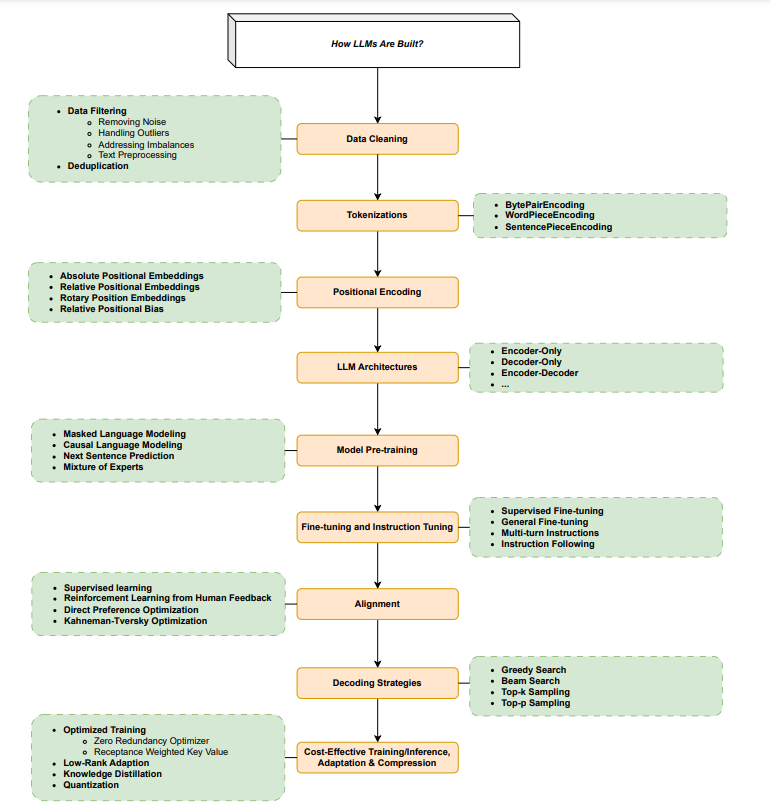 How LLMs Are Built?
Data Filtering
Removing Noise
Handling Outliers
Addressing Imbalances
Text Preprocessing
Deduplication
Data Cleaning
Tokenizations
BytePairEncoding
WordPieceEncoding
SentencePieceEncoding
Absolute Positional Embeddings
Relative Positional Embeddings
Rotary Position Embeddings
Relative Positional Bias
Positional Encoding
LLM Architectures
Encoder-Only
Decoder-Only
Encoder-Decoder
...
Masked Language Modeling
Causal Language Modeling
Next Sentence Prediction
Mixture of Experts
Model Pre-training
Fine-tuning and Instruction Tuning
Supervised Fine-tuning
General Fine-tuning
Multi-turn Instructions
Instruction Following
Supervised learning
Reinforcement Learning from Human Feedback
Direct Preference Optimization
Kahneman-Tversky Optimization
Alignment
Decoding Strategies
Greedy Search
Beam Search
Top-k Sampling
Top-p Sampling
Optimized Training
Zero Redundancy Optimizer
Receptance Weighted Key Value
Low-Rank Adaption
Knowledge Distillation
Quantization
Cost-Effective Training/Inference,
Adaptation & Compression